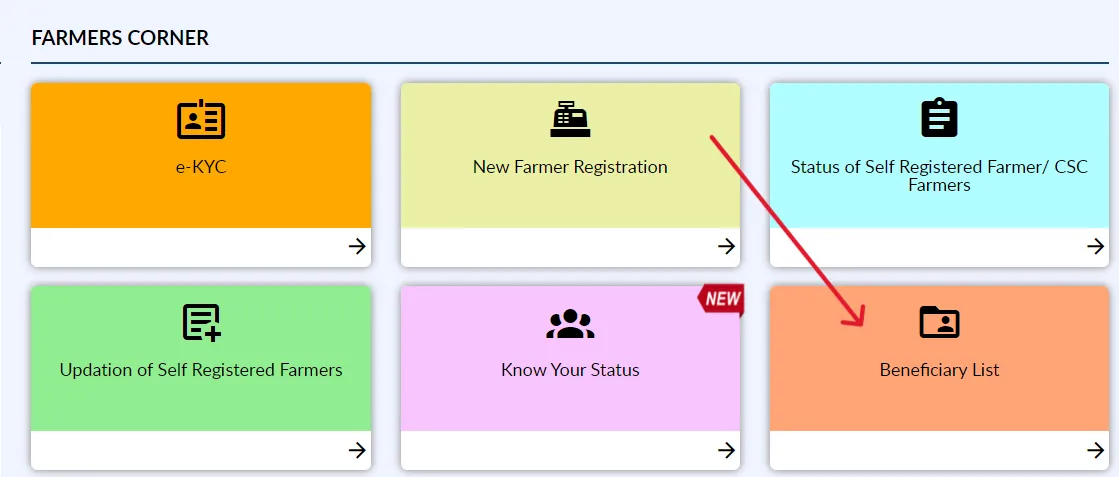 FARMERS CORNER
e-KYC
New Farmer Registration
Status of Self Registered Farmer/ CSC
Farmers
Updation of Self Registered Farmers
NEW
Know Your Status
Beneficiary List